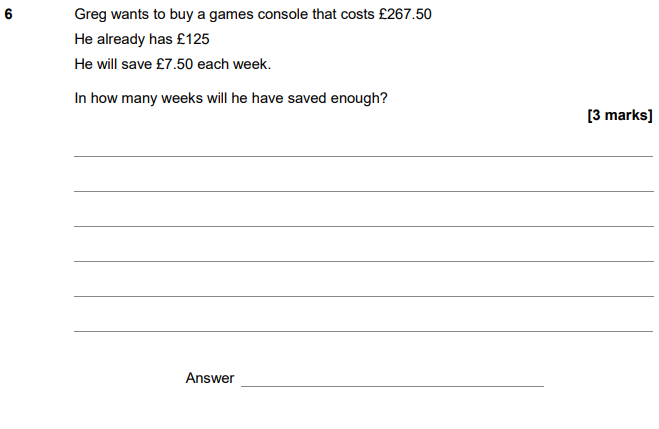 6 Greg wants to buy a games console that costs £267.50
He already has £125
He will save £7.50 each week.
In how many weeks will he have saved enough?
[3 marks]
Answer